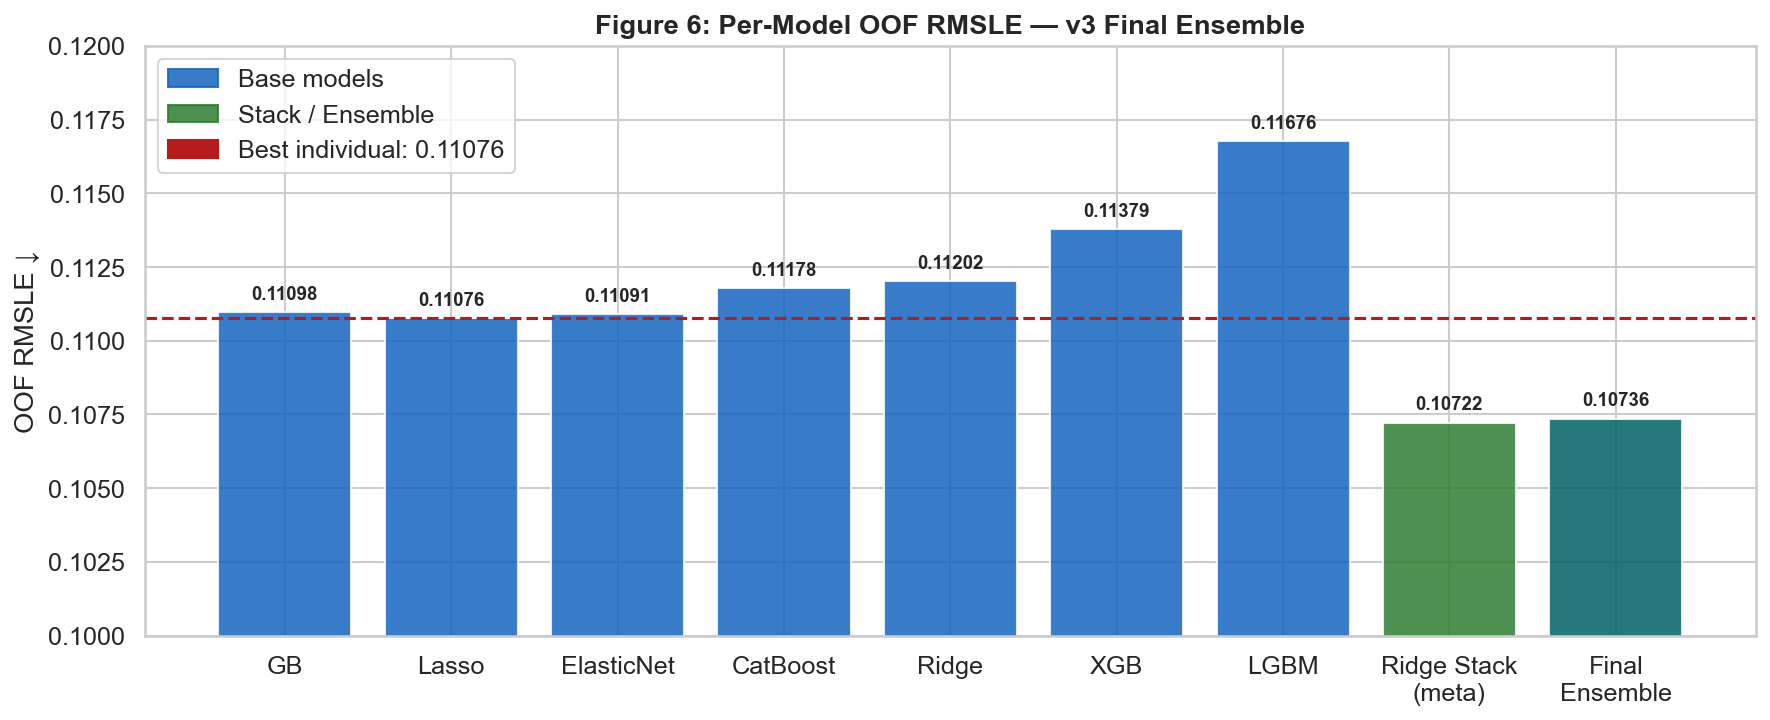 Figure 6: Per-Model OOF RMSLE — v3 Final Ensemble
OOF RMSLE ↓
0.1200
0.1175
0.1150
0.1125
0.1100
0.1075
0.1050
0.1025
0.1000
Base models
Stack / Ensemble
Best individual: 0.11076
0.11098
0.11076
0.11091
0.11178
0.11202
0.11379
0.11676
0.10722
0.10736
GB
Lasso
ElasticNet
CatBoost
Ridge
XGB
LGBM
Ridge Stack
(meta)
Final
Ensemble